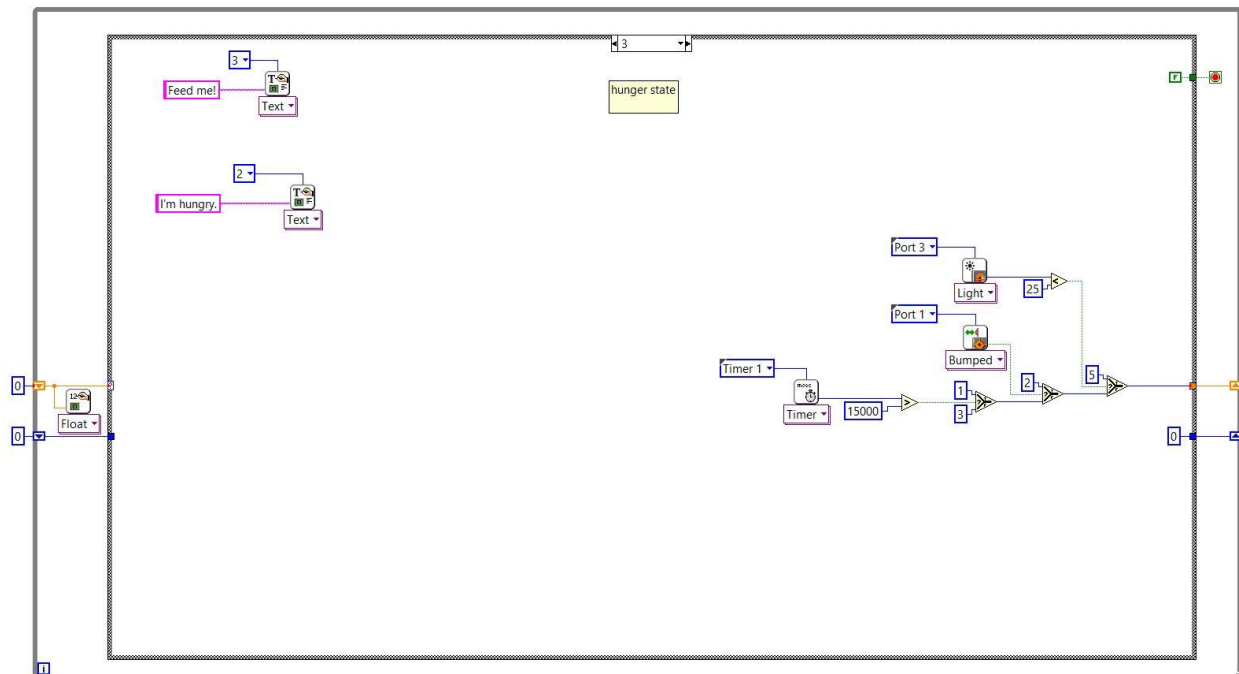 3
3
Feed me!
Text
hunger state
F
2
I'm hungry.
Text
Port 3
Light
25
Port 1
Bumped
Timer 1
Timer
15000
>
<
1
3
2
5
0
Float
0
0
i